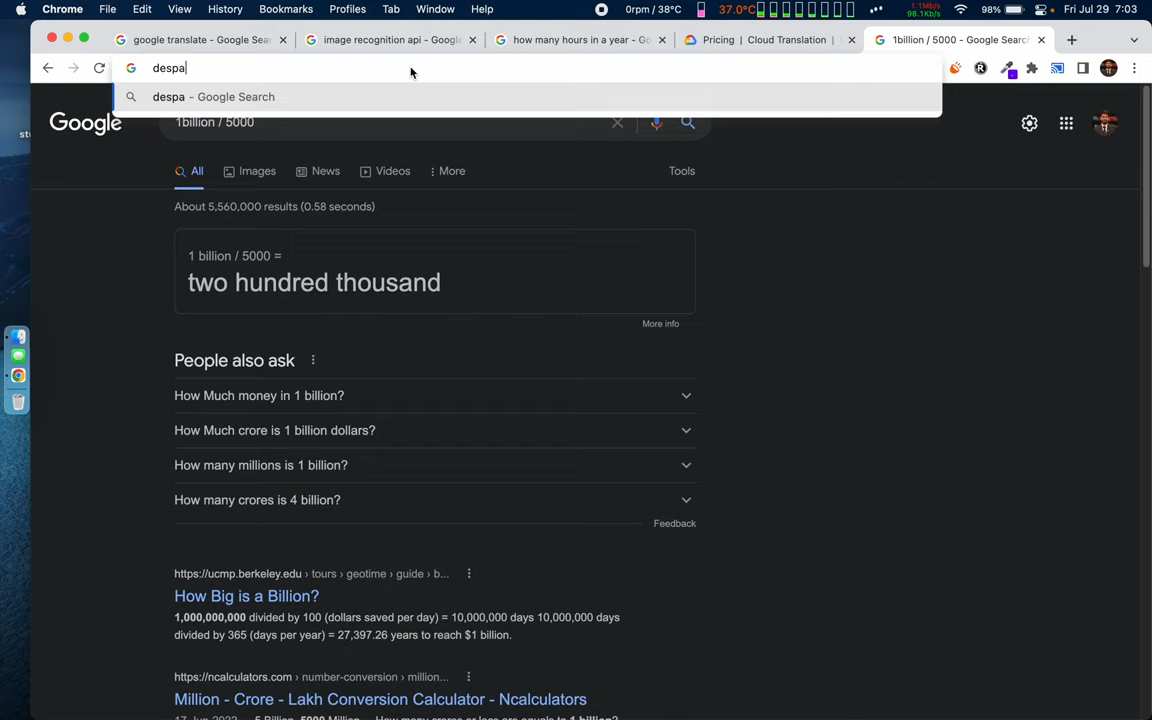 Chrome File Edit View History Bookmarks Profiles Tab Window Help 0rpm / 38°C 37.0°C 1.1Mb/s 98.1Kb/s 98% Fri Jul 29 7:03
google translate - Google Sear image recognition api - Google how many hours in a year - Go Pricing | Cloud Translation | 1billion / 5000 - Google Search
despa
despa - Google Search
Google 1billion / 5000
All Images News Videos More Tools
About 5,560,000 results (0.58 seconds)
1 billion / 5000 =
two hundred thousand
More info
People also ask
How Much money in 1 billion?
How Much crore is 1 billion dollars?
How many millions is 1 billion?
How many crores is 4 billion?
Feedback
https://ucmp.berkeley.edu › tours › geotime › guide › b...
How Big is a Billion?
1,000,000,000 divided by 100 (dollars saved per day) = 10,000,000 days 10,000,000 days
divided by 365 (days per year) = 27,397.26 years to reach $1 billion.
https://ncalculators.com › number-conversion › million...
Million - Crore - Lakh Conversion Calculator - Ncalculators